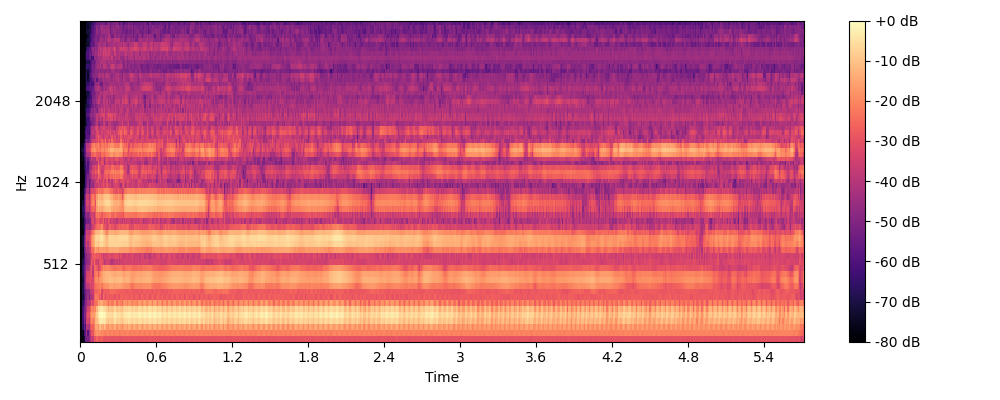 +0 dB
-10 dB
2048
-20 dB
-30 dB
Hz
1024
-40 dB
-50 dB
512
-60 dB
-70 dB
-80 dB
0 0.6 1.2 1.8 2.4 3 3.6 4.2 4.8 5.4
Time